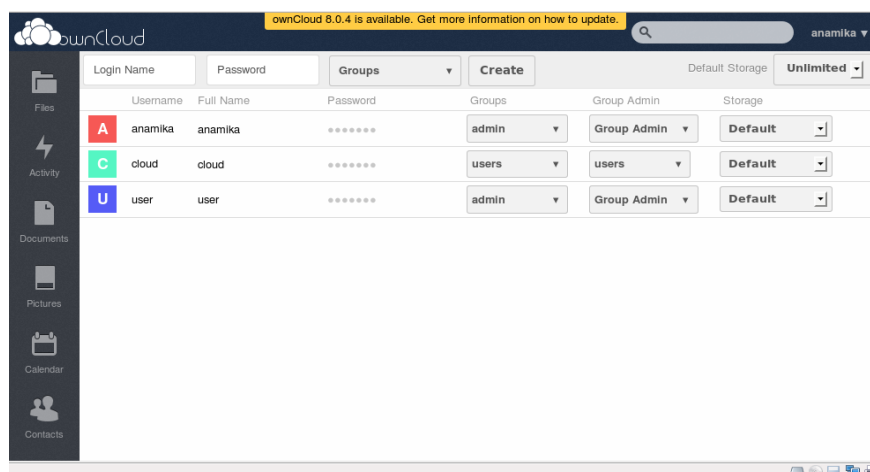 ownCloud 8.0.4 is available. Get more information on how to update.
ownCloud
anamika
Login Name Password Groups Create Default Storage Unlimited
Files
Activity
Documents
Pictures
Calendar
Contacts
Username Full Name Password Groups Group Admin Storage
A anamika anamika admin Group Admin Default
C cloud cloud users users Default
U user user admin Group Admin Default